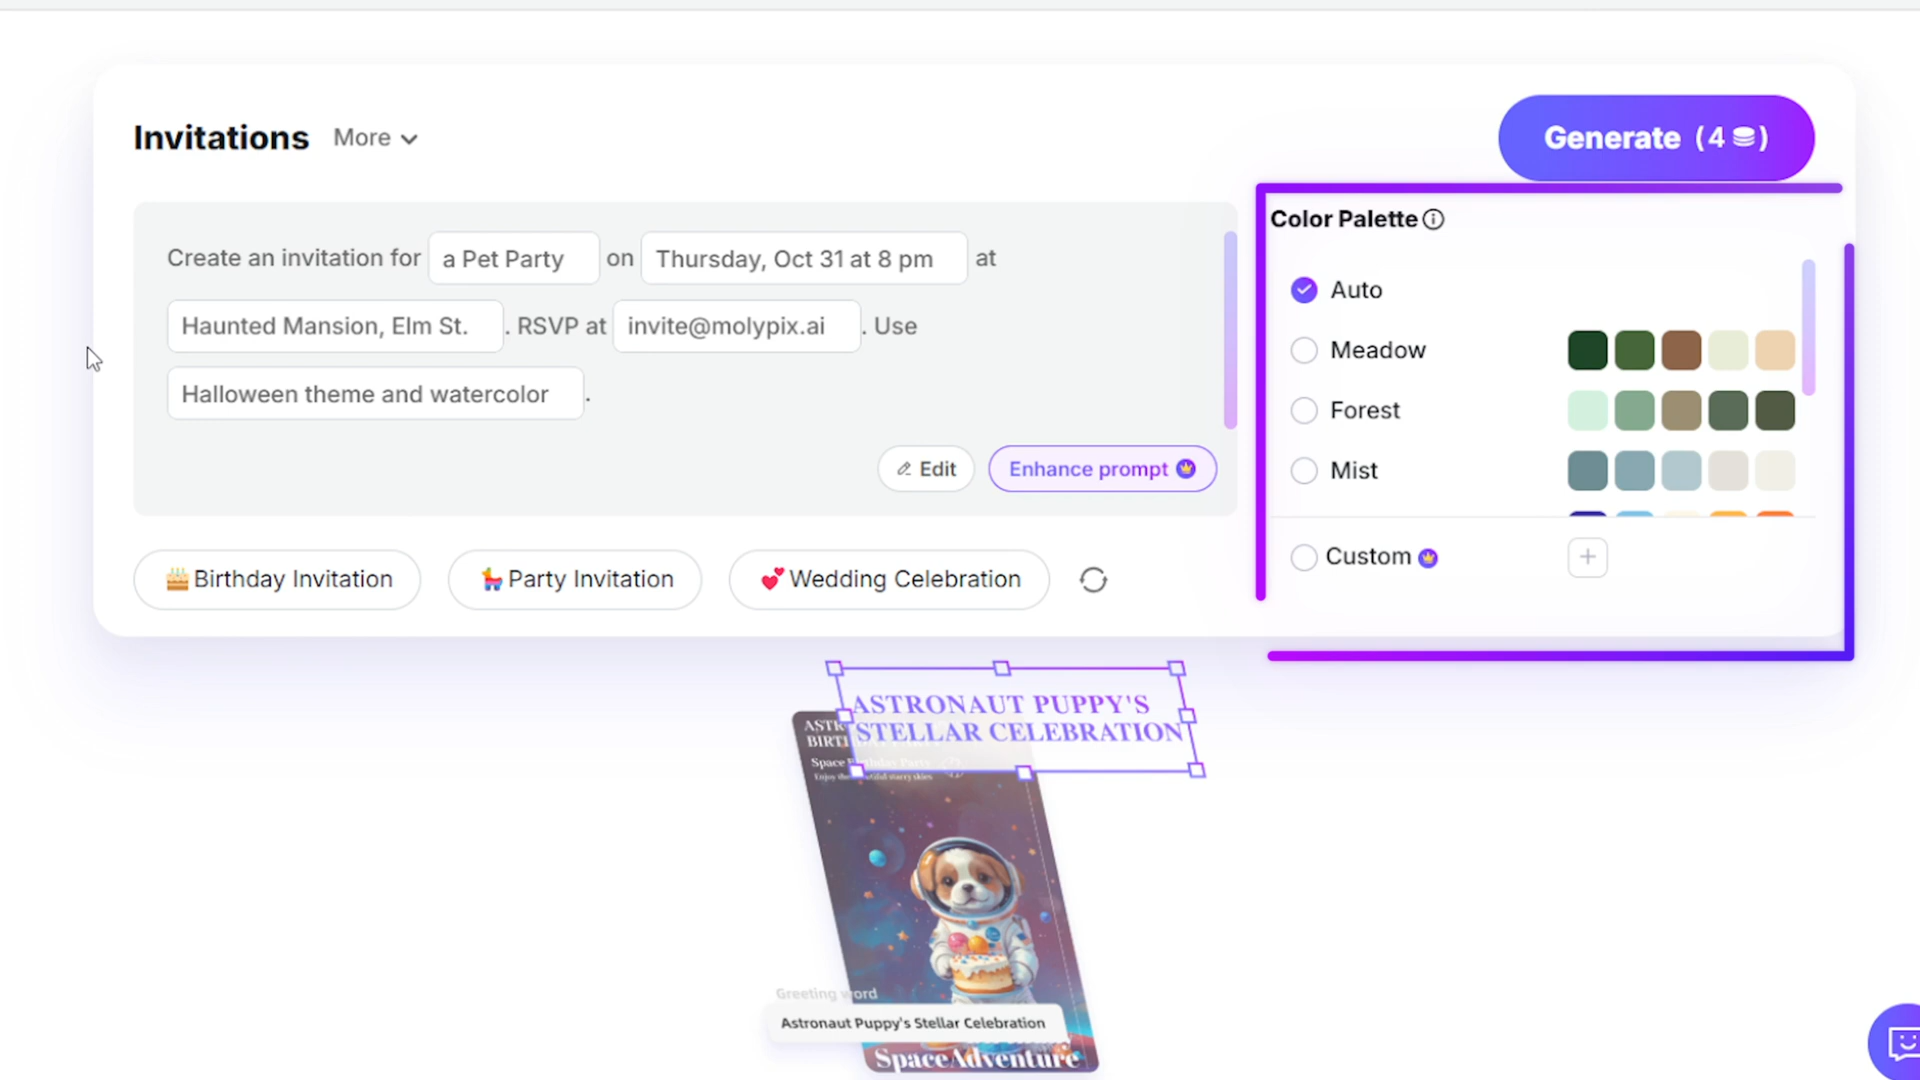 Invitations More
Generate (4)
Create an invitation for a Pet Party on Thursday, Oct 31 at 8 pm at
Haunted Mansion, Elm St. . RSVP at invite@molypix.ai . Use
Halloween theme and watercolor .
Edit Enhance prompt
Birthday Invitation Party Invitation Wedding Celebration
Color Palette
Auto
Meadow
Forest
Mist
Custom
ASTRONAUT PUPPY'S
STELLAR CELEBRATION
Greeting word
Astronaut Puppy's Stellar Celebration
SpaceAdventure